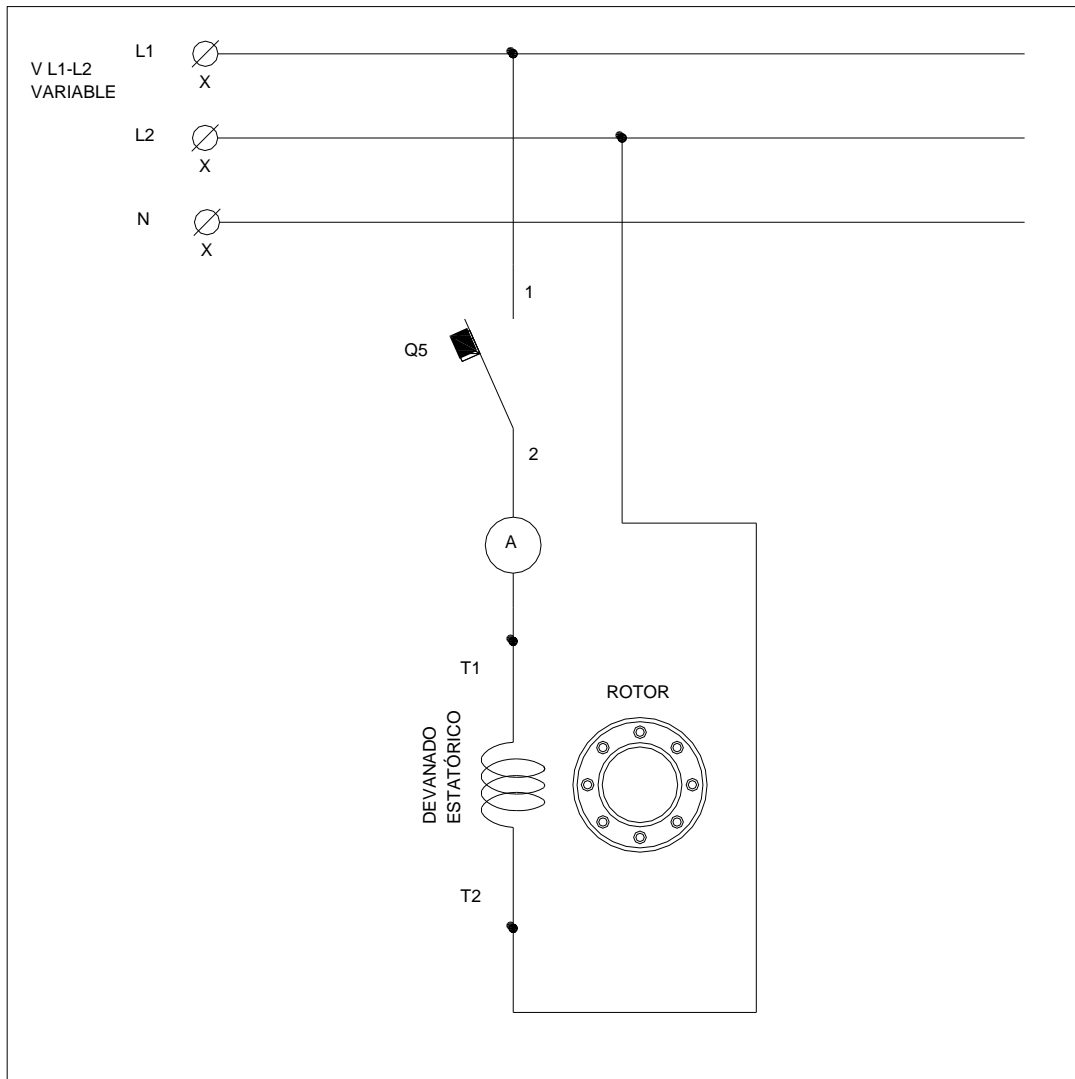 L1
V L1-L2
VARIABLE
X
L2
X
N
X
1
Q5
2
A
T1
ROTOR
DEVANADO
ESTATÓRICO
T2